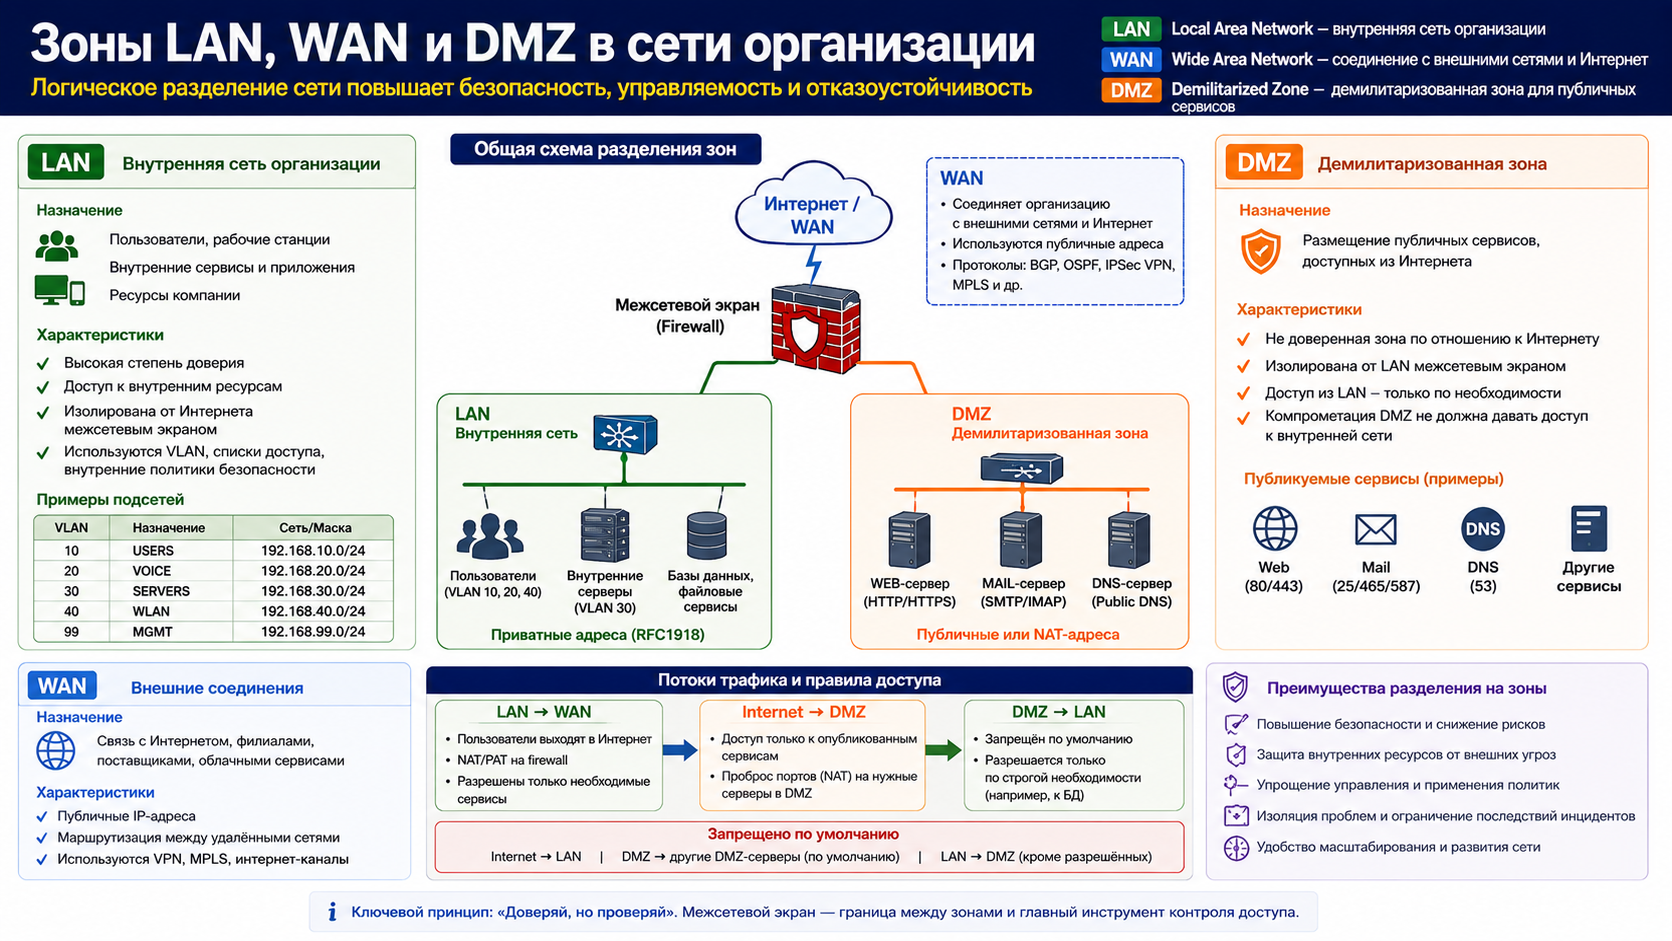 Зоны LAN, WAN и DMZ в сети организации
Логическое разделение сети повышает безопасность, управляемость и отказоустойчивость
LAN Local Area Network – внутренняя сеть организации
WAN Wide Area Network – соединение с внешними сетями и Интернет
DMZ Demilitarized Zone – демилитаризованная зона для публичных
сервисов
LAN Внутренняя сеть организации
Назначение
Пользователи, рабочие станции
Внутренние сервисы и приложения
Ресурсы компании
Характеристики
Высокая степень доверия
Доступ к внутренним ресурсам
Изолирована от Интернета
межсетевым экраном
Используются VLAN, списки доступа,
внутренние политики безопасности
Примеры подсетей
VLAN Назначение Сеть/Маска
10 USERS 192.168.10.0/24
20 VOICE 192.168.20.0/24
30 SERVERS 192.168.30.0/24
40 WLAN 192.168.40.0/24
99 MGMT 192.168.99.0/24
Общая схема разделения зон
Интернет /
WAN
Межсетевой экран
(Firewall)
WAN
• Соединяет организацию
с внешними сетями и Интернет
• Используются публичные адреса
• Протоколы: BGP, OSPF, IPSec VPN,
MPLS и др.
LAN
Внутренняя сеть
Пользователи
(VLAN 10, 20, 40)
Внутренние
серверы
(VLAN 30)
Базы данных,
файловые
сервисы
Приватные адреса (RFC1918)
DMZ
Демилитаризованная зона
WEB-сервер
(HTTP/HTTPS)
MAIL-сервер
(SMTP/IMAP)
DNS-сервер
(Public DNS)
Публичные или NAT-адреса
DMZ Демилитаризованная зона
Назначение
Размещение публичных сервисов,
доступных из Интернета
Характеристики
Не доверенная зона по отношению к Интернету
Изолирована от LAN межсетевым экраном
Доступ из LAN – только по необходимости
Компрометация DMZ не должна давать доступ
к внутренней сети
Публикуемые сервисы (примеры)
DNS
Web
(80/443)
Mail
(25/465/587)
DNS
(53)
Другие
сервисы
WAN Внешние соединения
Назначение
Связь с Интернетом, филиалами,
поставщиками, облачными сервисами
Характеристики
Публичные IP-адреса
Маршрутизация между удалёнными сетями
Используются VPN, MPLS, интернет-каналы
Потоки трафика и правила доступа
LAN → WAN
• Пользователи выходят в Интернет
• NAT/PAT на firewall
• Разрешены только необходимые
сервисы
Internet → DMZ
• Доступ только к опубликованным
сервисам
• Проброс портов (NAT) на нужные
серверы в DMZ
DMZ → LAN
• Запрещён по умолчанию
• Разрешается только
по строгой необходимости
(например, к БД)
Запрещено по умолчанию
Internet → LAN | DMZ → другие DMZ-серверы (по умолчанию) | LAN → DMZ (кроме разрешённых)
Преимущества разделения на зоны
Повышение безопасности и снижение рисков
Защита внутренних ресурсов от внешних угроз
Упрощение управления и применения политик
Изоляция проблем и ограничение последствий инцидентов
Удобство масштабирования и развития сети
Ключевой принцип: «Доверяй, но проверяй». Межсетевой экран — граница между зонами и главный инструмент контроля доступа.